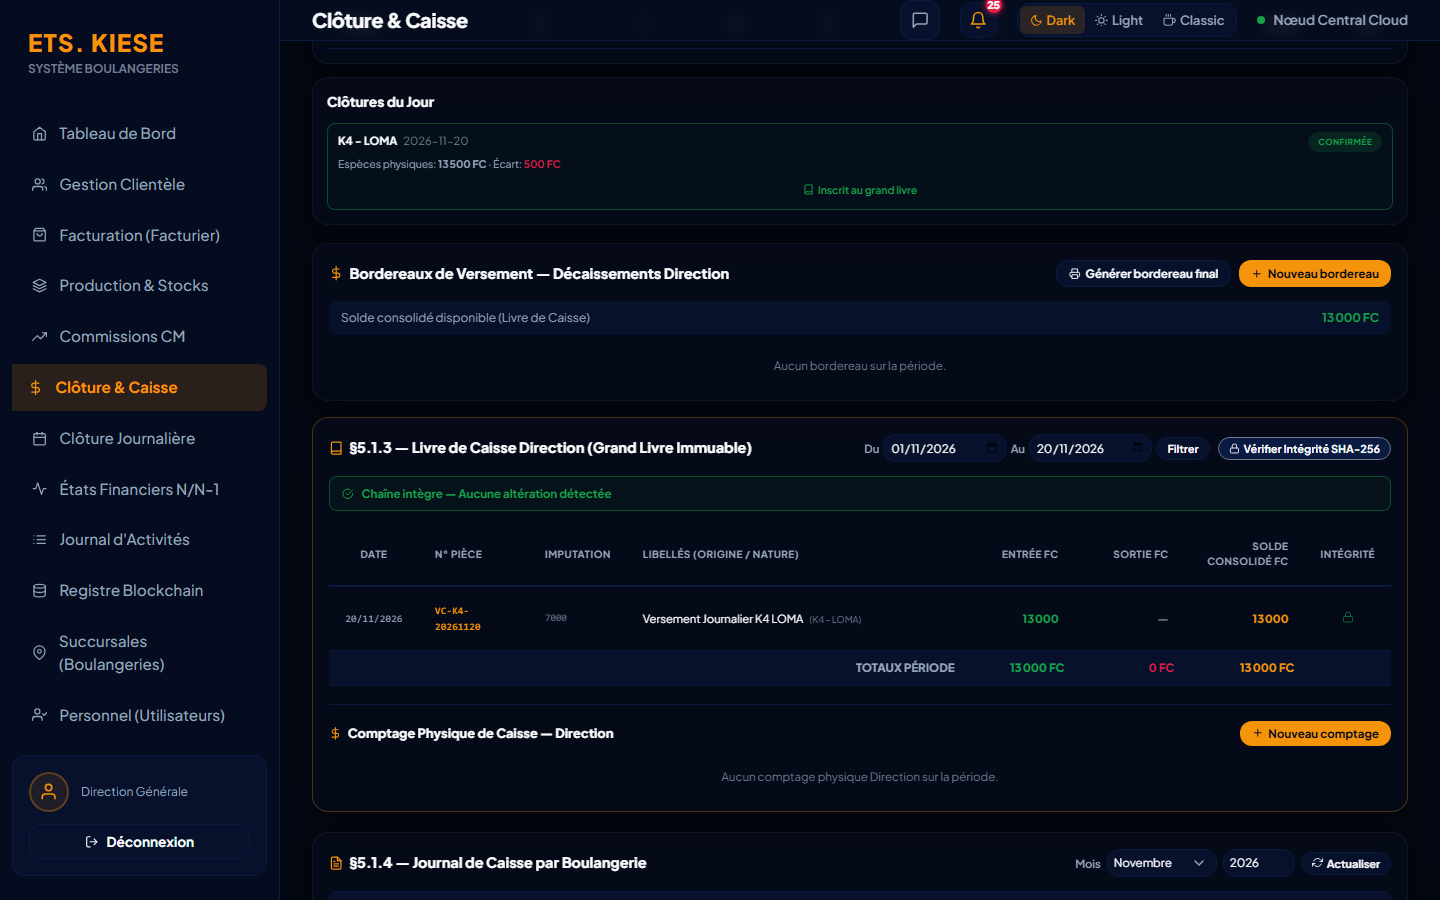 ETS. KIESE
SYSTÈME BOULANGERIES
Tableau de Bord
Gestion Clientèle
Facturation (Facturier)
Production & Stocks
Commissions CM
Clôture & Caisse
Clôture Journalière
États Financiers N/N-1
Journal d'Activités
Registre Blockchain
Succursales
(Boulangeries)
Personnel (Utilisateurs)
Direction Générale
Déconnexion
Clôture & Caisse
25
Dark
Light
Classic
Nœud Central Cloud
Clôtures du Jour
K4 - LOMA 2026-11-20
CONFIRMÉE
Espèces physiques: 13 500 FC · Écart: 500 FC
Inscrit au grand livre
Bordereaux de Versement — Décaissements Direction
Générer bordereau final
+ Nouveau bordereau
Solde consolidé disponible (Livre de Caisse)
13 000 FC
Aucun bordereau sur la période.
§5.1.3 — Livre de Caisse Direction (Grand Livre Immuable)
Du 01/11/2026 Au 20/11/2026 Filtrer
Vérifier Intégrité SHA-256
Chaîne intègre — Aucune altération détectée
DATE N° PIÈCE IMPUTATION LIBELLÉS (ORIGINE / NATURE) ENTRÉE FC SORTIE FC SOLDE CONSOLIDÉ FC INTÉGRITÉ
20/11/2026 VC-K4-20261120 7000 Versement Journalier K4 LOMA (K4 - LOMA) 13 000 — 13 000
TOTAUX PÉRIODE 13 000 FC 0 FC 13 000 FC
Comptage Physique de Caisse — Direction
+ Nouveau comptage
Aucun comptage physique Direction sur la période.
§5.1.4 — Journal de Caisse par Boulangerie
Mois Novembre 2026 Actualiser